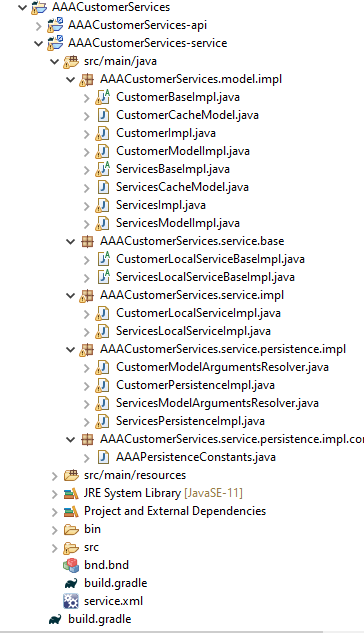 AAACustomerServices
AAACustomerServices-api
AAACustomerServices-service
src/main/java
AAACustomerServices.model.impl
CustomerBaseImpl.java
CustomerCacheModel.java
CustomerImpl.java
CustomerModelImpl.java
ServicesBaseImpl.java
ServicesCacheModel.java
ServicesImpl.java
ServicesModelImpl.java
AAACustomerServices.service.base
CustomerLocalServiceBaseImpl.java
ServicesLocalServiceBaseImpl.java
AAACustomerServices.service.impl
CustomerLocalServiceImpl.java
ServicesLocalServiceImpl.java
AAACustomerServices.service.persistence.impl
CustomerModelArgumentsResolver.java
CustomerPersistenceImpl.java
ServicesModelArgumentsResolver.java
ServicesPersistenceImpl.java
AAACustomerServices.service.persistence.impl.co
AAAPersistenceConstants.java
src/main/resources
JRE System Library [JavaSE-11]
Project and External Dependencies
bin
src
bnd.bnd
build.gradle
service.xml
build.gradle